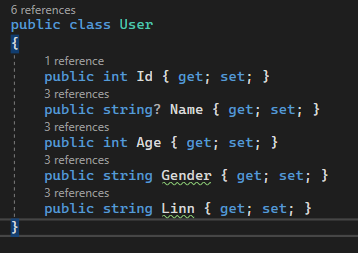 6 references
public class User
{
1 reference
public int Id { get; set; }
3 references
public string? Name { get; set; }
3 references
public int Age { get; set; }
3 references
public string Gender { get; set; }
3 references
public string Linn { get; set; }
}